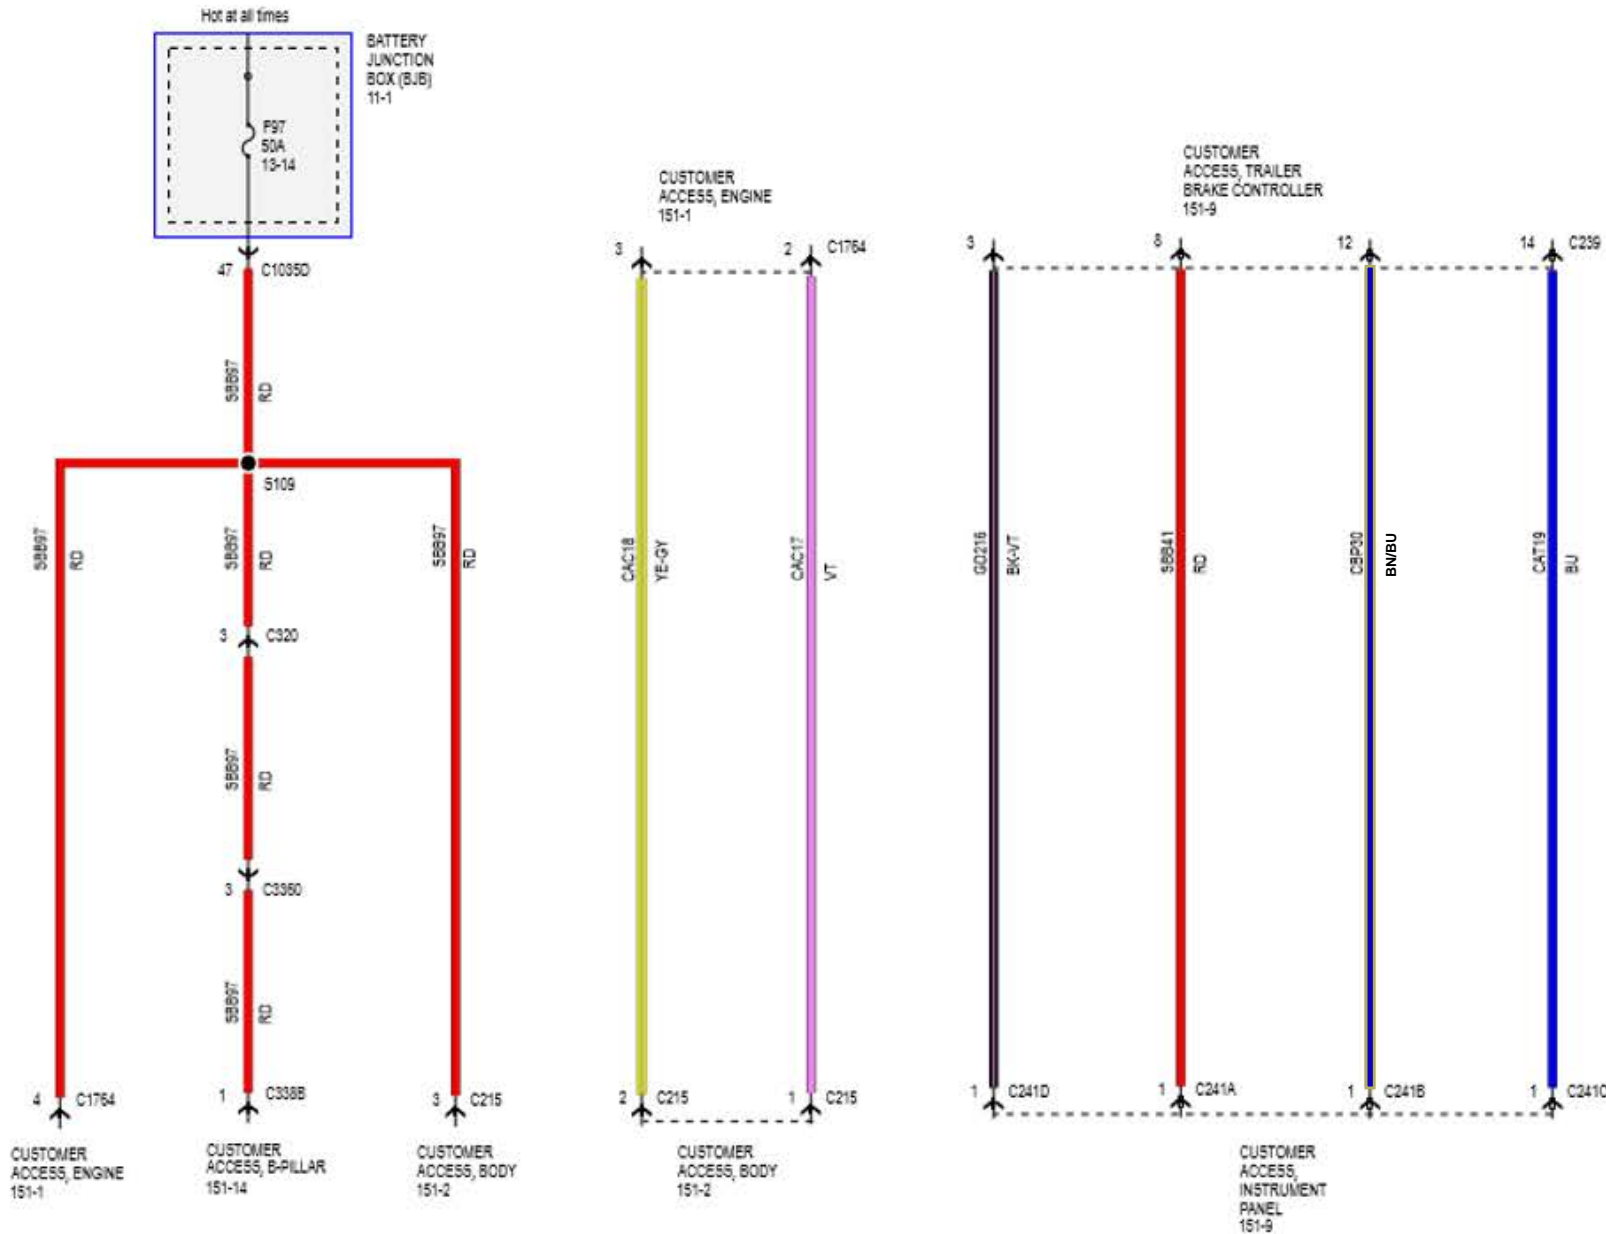 Hot at all times
BATTERY
JUNCTION
BOX (BJB)
11-1
F97
50A
13-14
47 C1035D
SBB97
RD
S109
SBB97
RD
SBB97
RD
SBB97
RD
3 C320
SBB97
RD
3 C3360
SBB97
RD
4 C1764
CUSTOMER
ACCESS, ENGINE
151-1
1 C338B
CUSTOMER
ACCESS, B-PILLAR
151-14
3 C215
CUSTOMER
ACCESS, BODY
151-2
CUSTOMER
ACCESS, ENGINE
151-1
3
2 C1764
CAC18
YE-GY
CAC17
VT
2 C215
1 C215
CUSTOMER
ACCESS, BODY
151-2
CUSTOMER
ACCESS, TRAILER
BRAKE CONTROLLER
151-9
3
8
12
14 C239
GD216
BK-VT
SBB41
RD
CBP30
BN/BU
CAT19
BU
1 C241D
1 C241A
1 C241B
1 C241C
CUSTOMER
ACCESS,
INSTRUMENT
PANEL
151-9